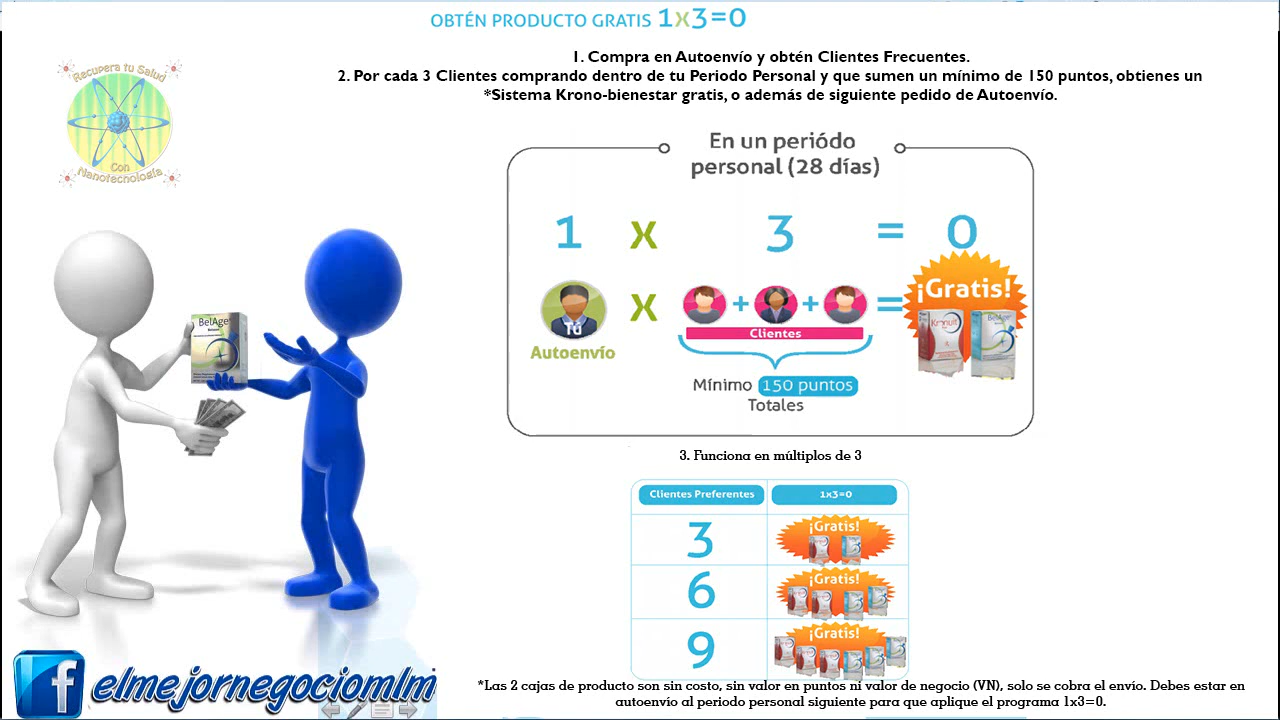 OBTÉN PRODUCTO GRATIS 1x3=0
1. Compra en Autoenvío y obtén Clientes Frecuentes.
2. Por cada 3 Clientes comprando dentro de tu Periodo Personal y que sumen un mínimo de 150 puntos, obtienes un
*Sistema Krono-bienestar gratis, o además de siguiente pedido de Autoenvío.
Recupera tu Salud
Con
Nanotecnología
En un periódo
personal (28 días)
1 x 3 = 0
BelAge
Tú
x
+
+
=
¡Gratis!
Kronuit
BelAge
Clientes
Autoenvío
Mínimo 150 puntos
Totales
3. Funciona en múltiplos de 3
Clientes Preferentes 1x3=0
3 ¡Gratis!
6 ¡Gratis!
9 ¡Gratis!
f elmejornegociomlm
*Las 2 cajas de producto son sin costo, sin valor en puntos ni valor de negocio (VN), solo se cobra el envío. Debes estar en
autoenvío al periodo personal siguiente para que aplique el programa 1x3=0.